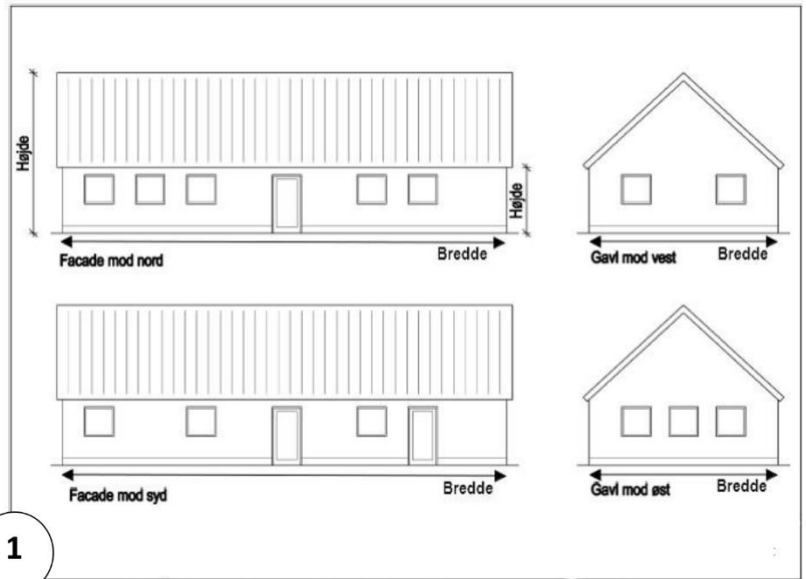 Højde
Højde
Facade mod nord
Bredde
Gavl mod vest
Bredde
Facade mod syd
Bredde
Gavl mod øst
Bredde
1